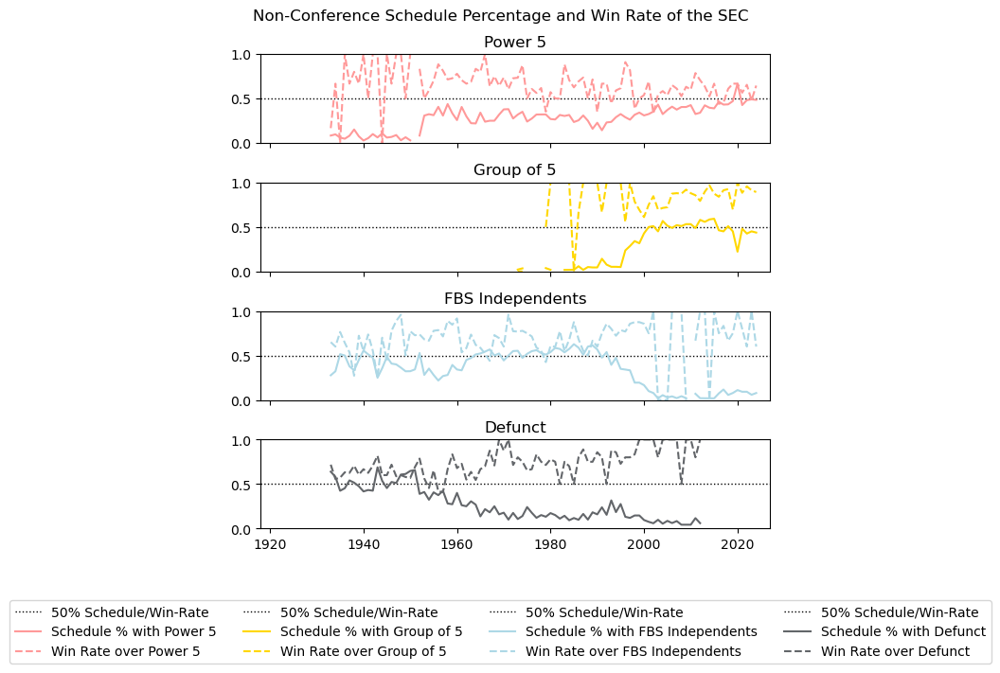 Non-Conference Schedule Percentage and Win Rate of the SEC
Power 5
1.0
0.5
0.0
Group of 5
1.0
0.5
0.0
FBS Independents
1.0
0.5
0.0
Defunct
1.0
0.5
0.0
1920 1940 1960 1980 2000 2020
50% Schedule/Win-Rate 50% Schedule/Win-Rate 50% Schedule/Win-Rate 50% Schedule/Win-Rate
Schedule % with Power 5 Schedule % with Group of 5 Schedule % with FBS Independents Schedule % with Defunct
Win Rate over Power 5 Win Rate over Group of 5 Win Rate over FBS Independents Win Rate over Defunct